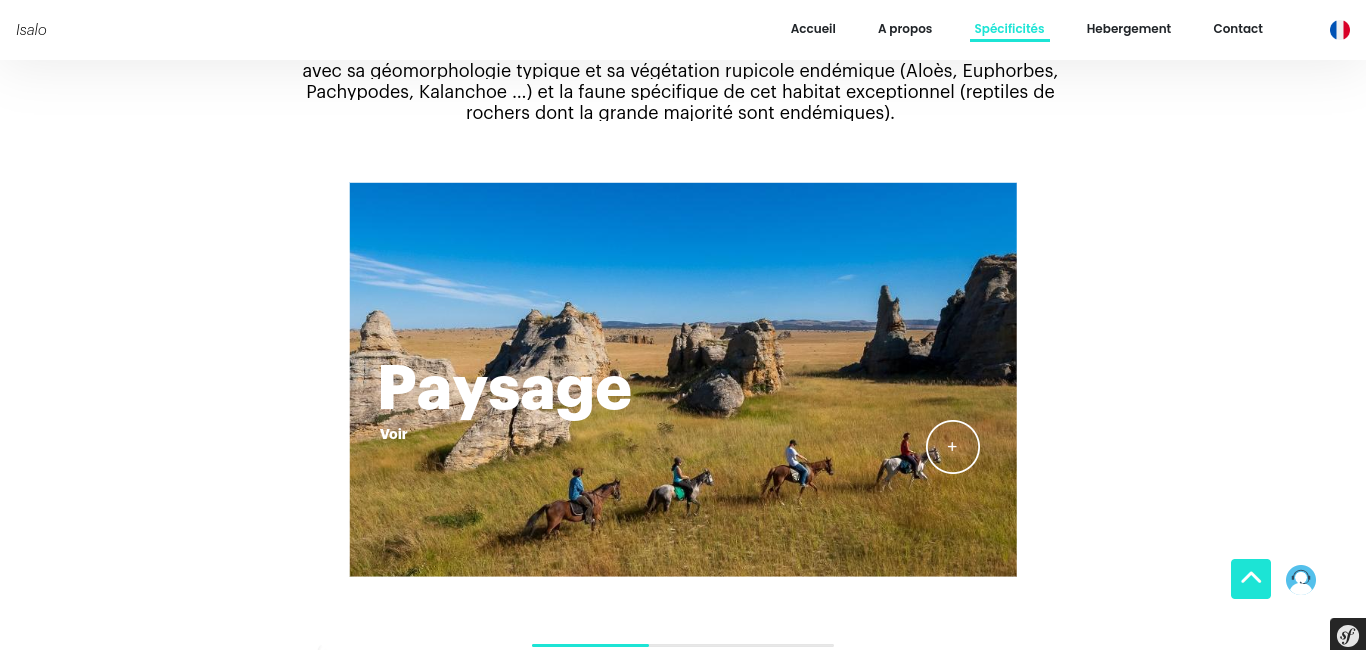 Isalo
Accueil
A propos
Spécificités
Hebergement
Contact
avec sa géomorphologie typique et sa végétation rupicole endémique (Aloès, Euphorbes,
Pachypodes, Kalanchoe ...) et la faune spécifique de cet habitat exceptionnel (reptiles de
rochers dont la grande majorité sont endémiques).
Paysage
Voir
+
sf